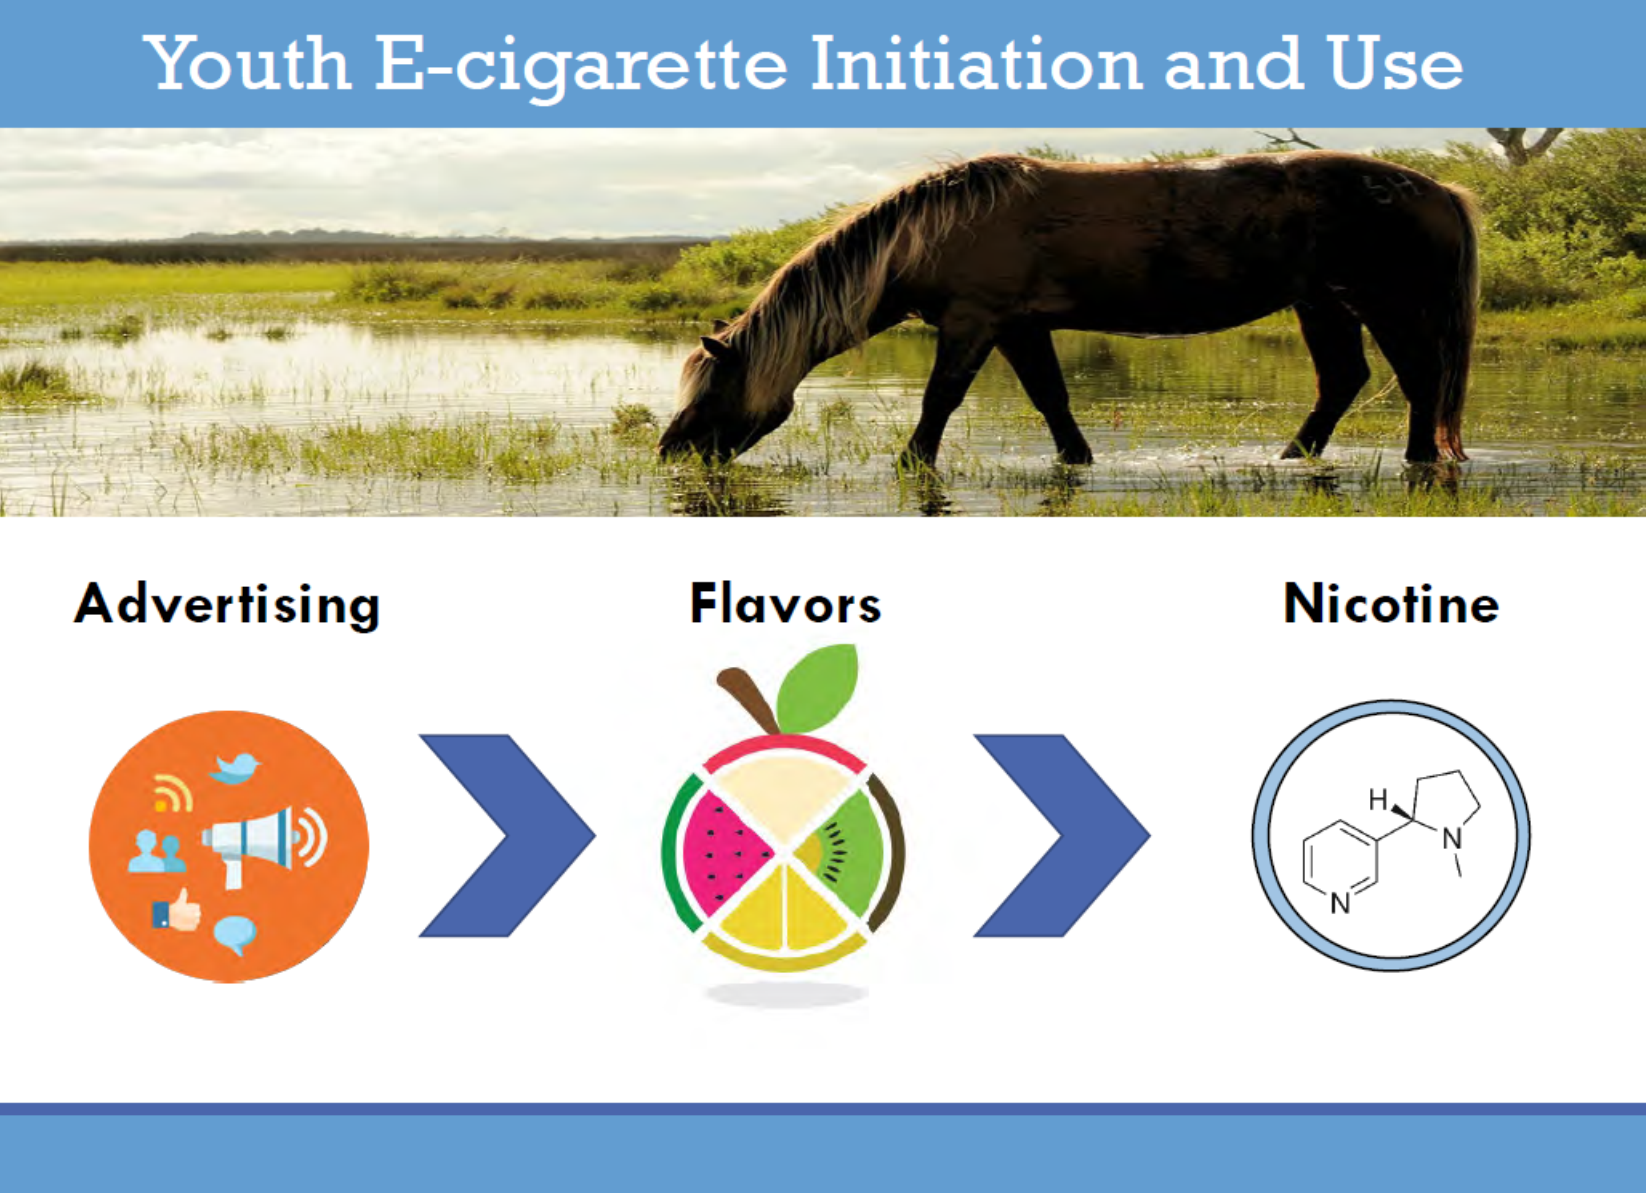 Youth E-cigarette Initiation and Use
Advertising
Flavors
Nicotine
H
N
N